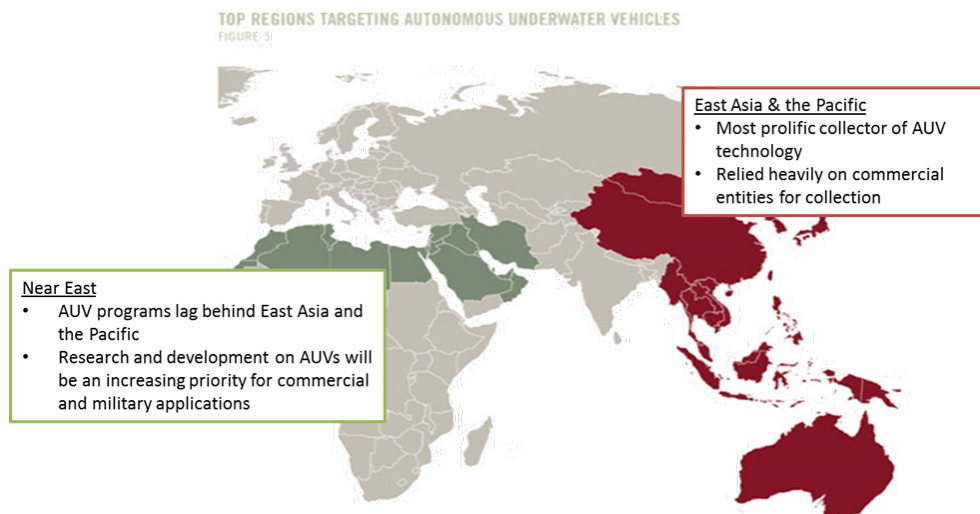 TOP REGIONS TARGETING AUTONOMOUS UNDERWATER VEHICLES
FIGURE 5
East Asia & the Pacific
• Most prolific collector of AUV
technology
• Relied heavily on commercial
entities for collection
Near East
• AUV programs lag behind East Asia and
the Pacific
• Research and development on AUVs will
be an increasing priority for commercial
and military applications